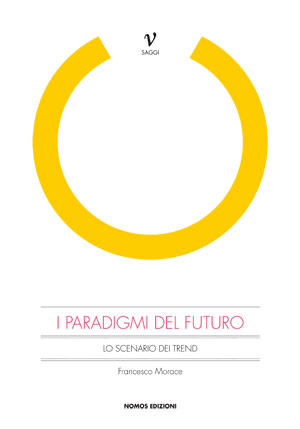 ν
SAGGI
I PARADIGMI DEL FUTURO
LO SCENARIO DEI TREND
Francesco Morace
NOMOS EDIZIONI